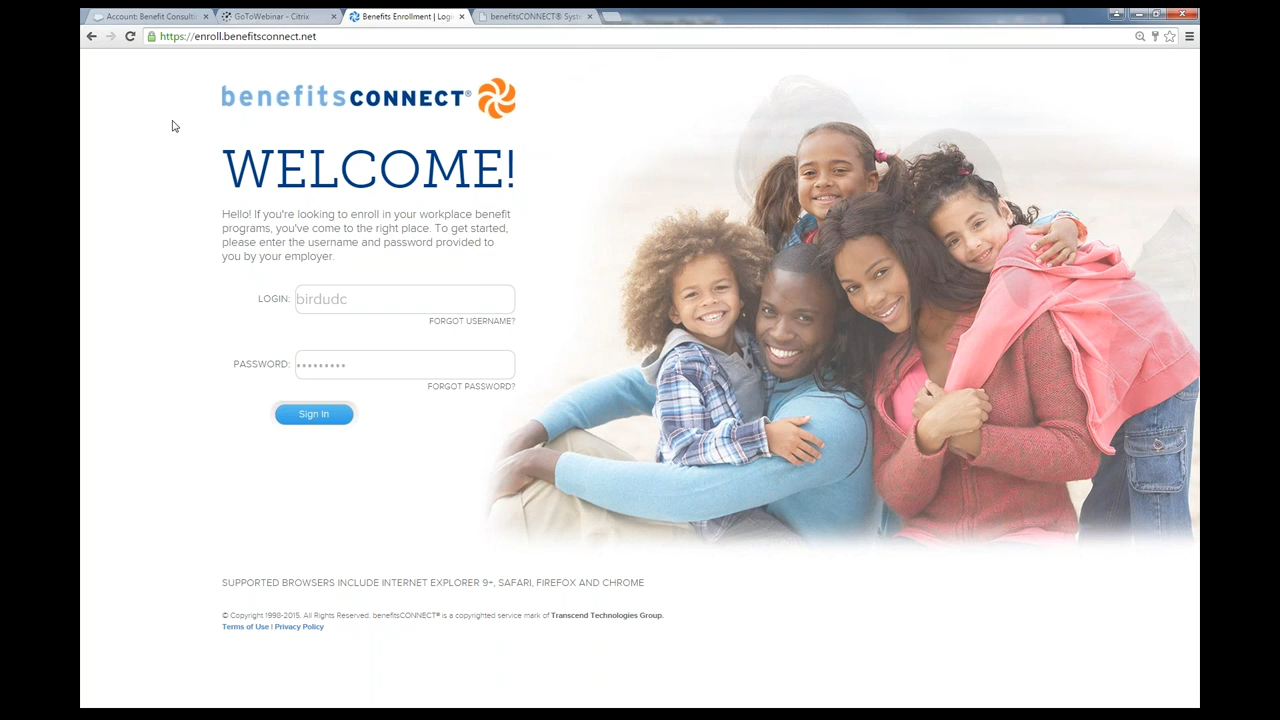 Account: Benefit Consulti
GoToWebinar - Citrix
Benefits Enrollment | Logi
benefitsCONNECT® Syst
https://enroll.benefitsconnect.net
benefitsCONNECT®
WELCOME!
Hello! If you're looking to enroll in your workplace benefit
programs, you've come to the right place. To get started,
please enter the username and password provided to
you by your employer.
LOGIN: birdudc
FORGOT USERNAME?
PASSWORD: •••••••••
FORGOT PASSWORD?
Sign In
SUPPORTED BROWSERS INCLUDE INTERNET EXPLORER 9+, SAFARI, FIREFOX AND CHROME
© Copyright 1998-2015. All Rights Reserved. benefitsCONNECT® is a copyrighted service mark of Transcend Technologies Group.
Terms of Use | Privacy Policy